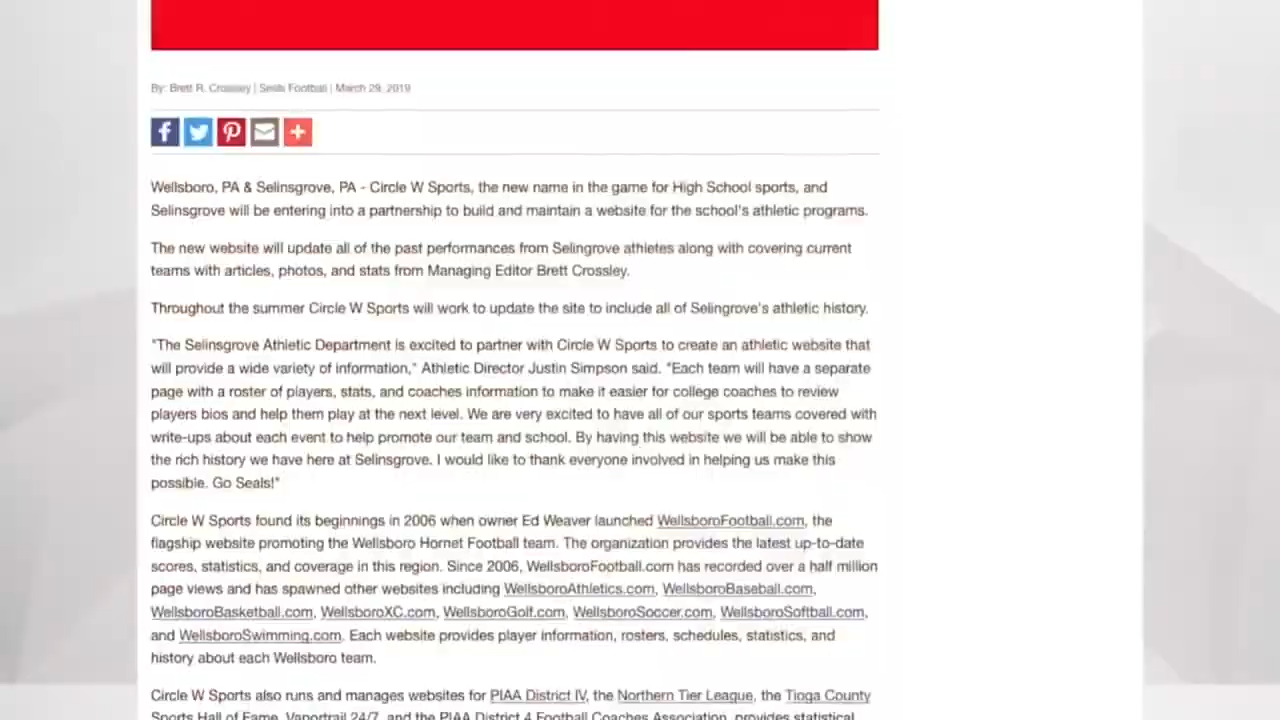 By: Brett R. Crossley | Seals Football | March 29, 2019
Wellsboro, PA & Selinsgrove, PA - Circle W Sports, the new name in the game for High School sports, and
Selinsgrove will be entering into a partnership to build and maintain a website for the school's athletic programs.
The new website will update all of the past performances from Selingrove athletes along with covering current
teams with articles, photos, and stats from Managing Editor Brett Crossley.
Throughout the summer Circle W Sports will work to update the site to include all of Selingrove's athletic history.
"The Selinsgrove Athletic Department is excited to partner with Circle W Sports to create an athletic website that
will provide a wide variety of information," Athletic Director Justin Simpson said. "Each team will have a separate
page with a roster of players, stats, and coaches information to make it easier for college coaches to review
players bios and help them play at the next level. We are very excited to have all of our sports teams covered with
write-ups about each event to help promote our team and school. By having this website we will be able to show
the rich history we have here at Selinsgrove. I would like to thank everyone involved in helping us make this
possible. Go Seals!"
Circle W Sports found its beginnings in 2006 when owner Ed Weaver launched WellsboroFootball.com, the
flagship website promoting the Wellsboro Hornet Football team. The organization provides the latest up-to-date
scores, statistics, and coverage in this region. Since 2006, WellsboroFootball.com has recorded over a half million
page views and has spawned other websites including WellsboroAthletics.com, WellsboroBaseball.com,
WellsboroBasketball.com, WellsboroXC.com, WellsboroGolf.com, WellsboroSoccer.com, WellsboroSoftball.com,
and WellsboroSwimming.com. Each website provides player information, rosters, schedules, statistics, and
history about each Wellsboro team.
Circle W Sports also runs and manages websites for PIAA District IV, the Northern Tier League, the Tioga County
Sports Hall of Fame, Vaportrail 24/7, and the PIAA District 4 Football Coaches Association, provides statistical